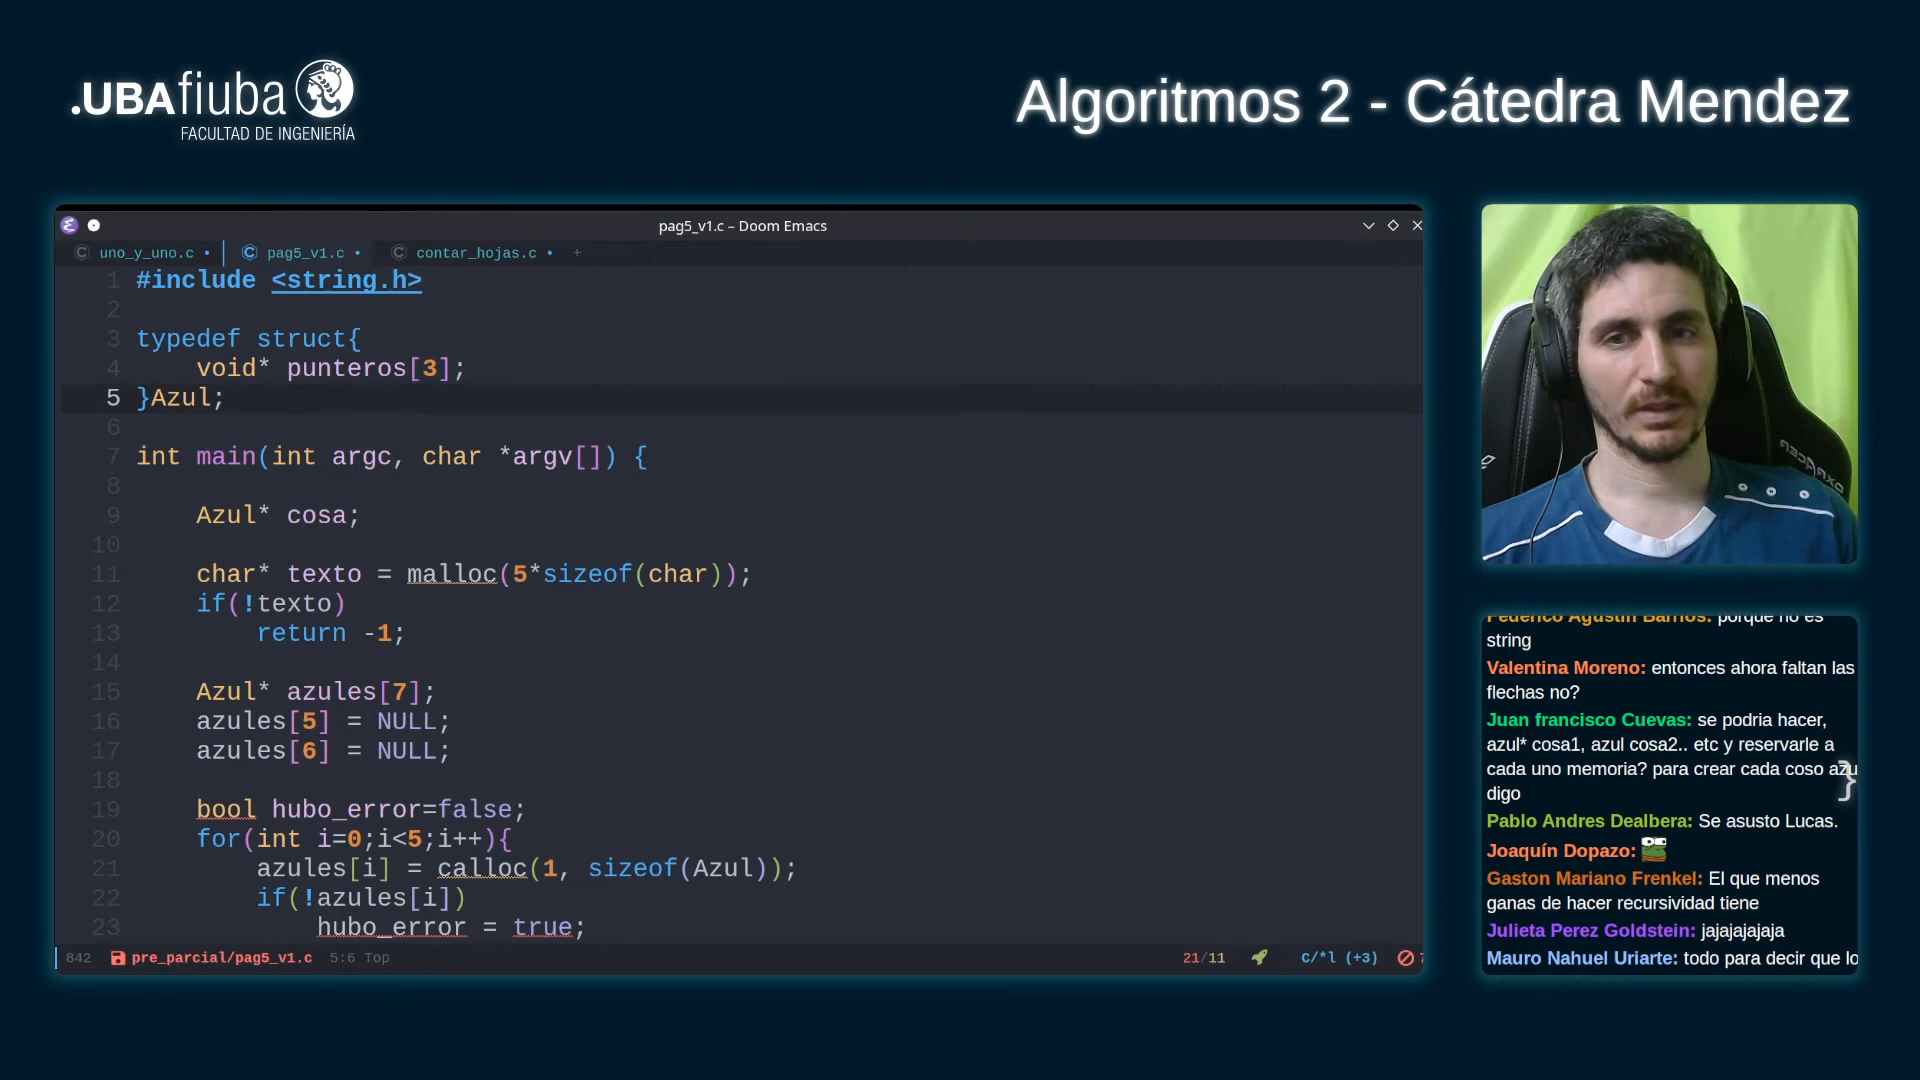 .UBAfiuba
FACULTAD DE INGENIERÍA
Algoritmos 2 - Cátedra Mendez
pag5_v1.c – Doom Emacs
uno_y_uno.c • pag5_v1.c • contar_hojas.c • +
1 #include <string.h>
2
3 typedef struct{
4 void* punteros[3];
5 }Azul;
6
7 int main(int argc, char *argv[]) {
8
9 Azul* cosa;
10
11 char* texto = malloc(5*sizeof(char));
12 if(!texto)
13 return -1;
14
15 Azul* azules[7];
16 azules[5] = NULL;
17 azules[6] = NULL;
18
19 bool hubo_error=false;
20 for(int i=0;i<5;i++){
21 azules[i] = calloc(1, sizeof(Azul));
22 if(!azules[i])
23 hubo_error = true;
842 pre_parcial/pag5_v1.c 5:6 Top 21/11 C/*l (+3)
DXRACER
Federico Agustin Barrios: porque no es
string
Valentina Moreno: entonces ahora faltan las
flechas no?
Juan francisco Cuevas: se podria hacer,
azul* cosa1, azul cosa2.. etc y reservarle a
cada uno memoria? para crear cada coso azu
digo
}
Pablo Andres Dealbera: Se asusto Lucas.
Joaquín Dopazo:
Gaston Mariano Frenkel: El que menos
ganas de hacer recursividad tiene
Julieta Perez Goldstein: jajajajajaja
Mauro Nahuel Uriarte: todo para decir que lo